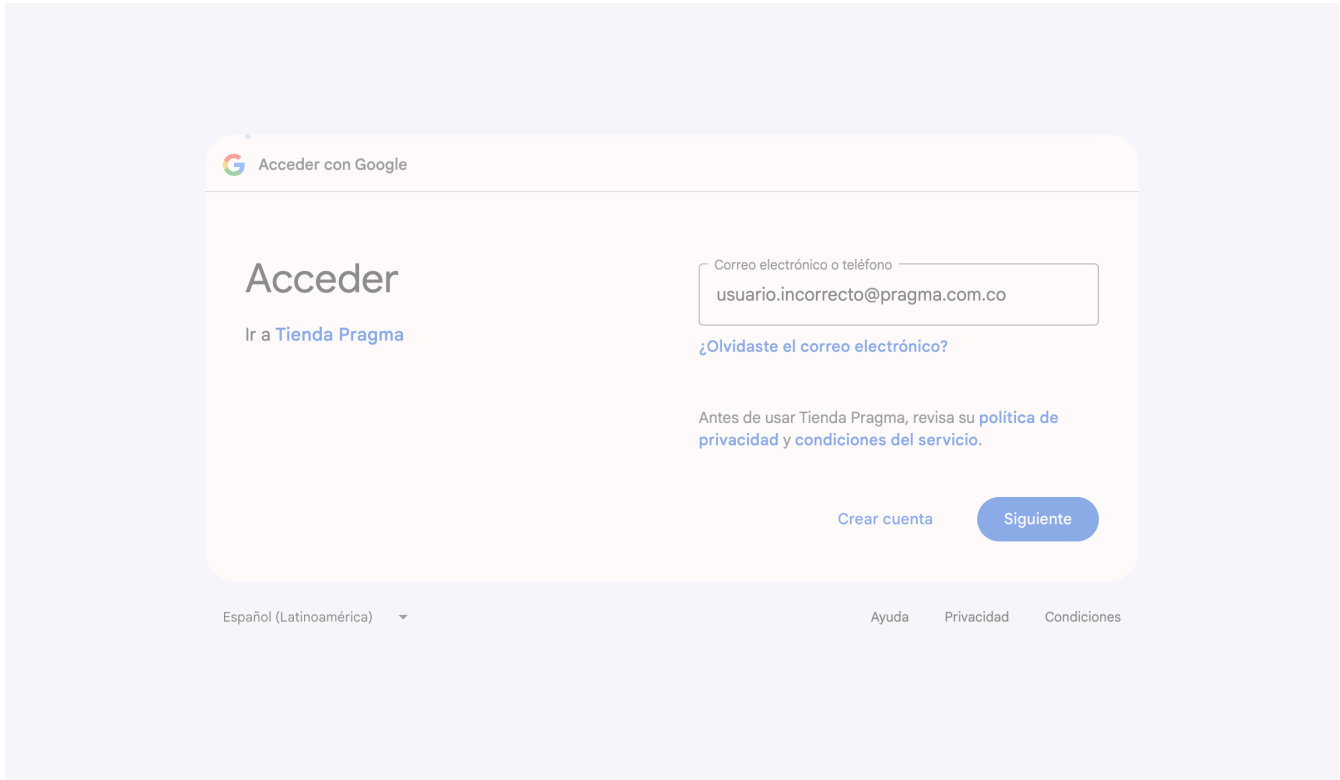 Acceder con Google
Acceder
Ir a Tienda Pragma
Correo electrónico o teléfono
usuario.incorrecto@pragma.com.co
¿Olvidaste el correo electrónico?
Antes de usar Tienda Pragma, revisa su política de
privacidad y condiciones del servicio.
Crear cuenta
Siguiente
Español (Latinoamérica)
Ayuda
Privacidad
Condiciones